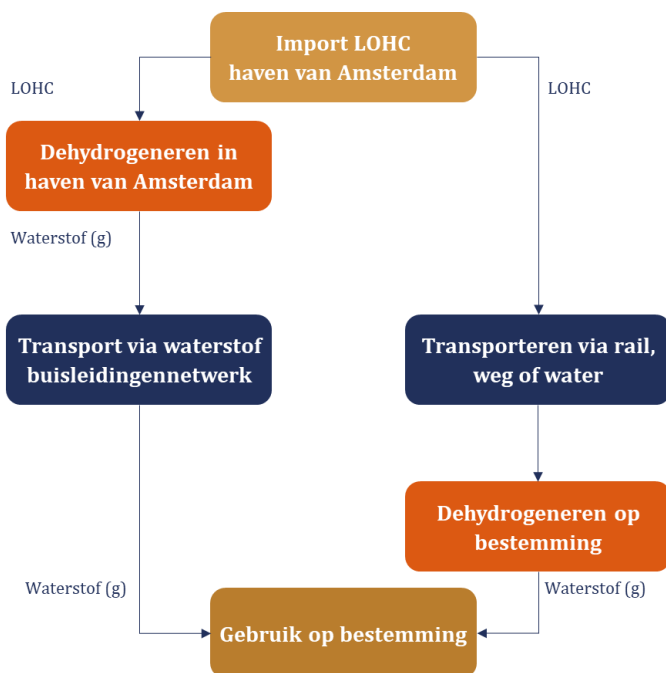 Import LOHC
haven van Amsterdam
LOHC
LOHC
Dehydrogeneren in
haven van Amsterdam
Waterstof (g)
Transport via waterstof
buisleidingennetwerk
Transporteren via rail,
weg of water
Dehydrogeneren op
bestemming
Waterstof (g)
Waterstof (g)
Gebruik op bestemming